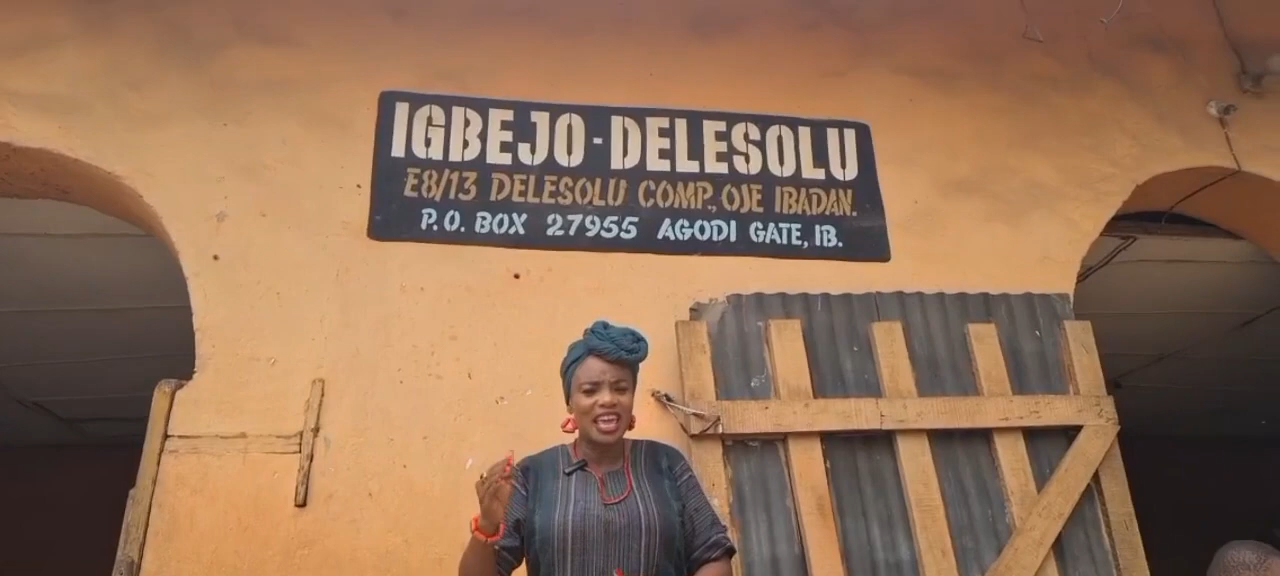 IGBEJO-DELESOLU
E8/13 DELESOLU COMP., OJE IBADAN.
P.O. BOX 27955 AGODI GATE, IB.